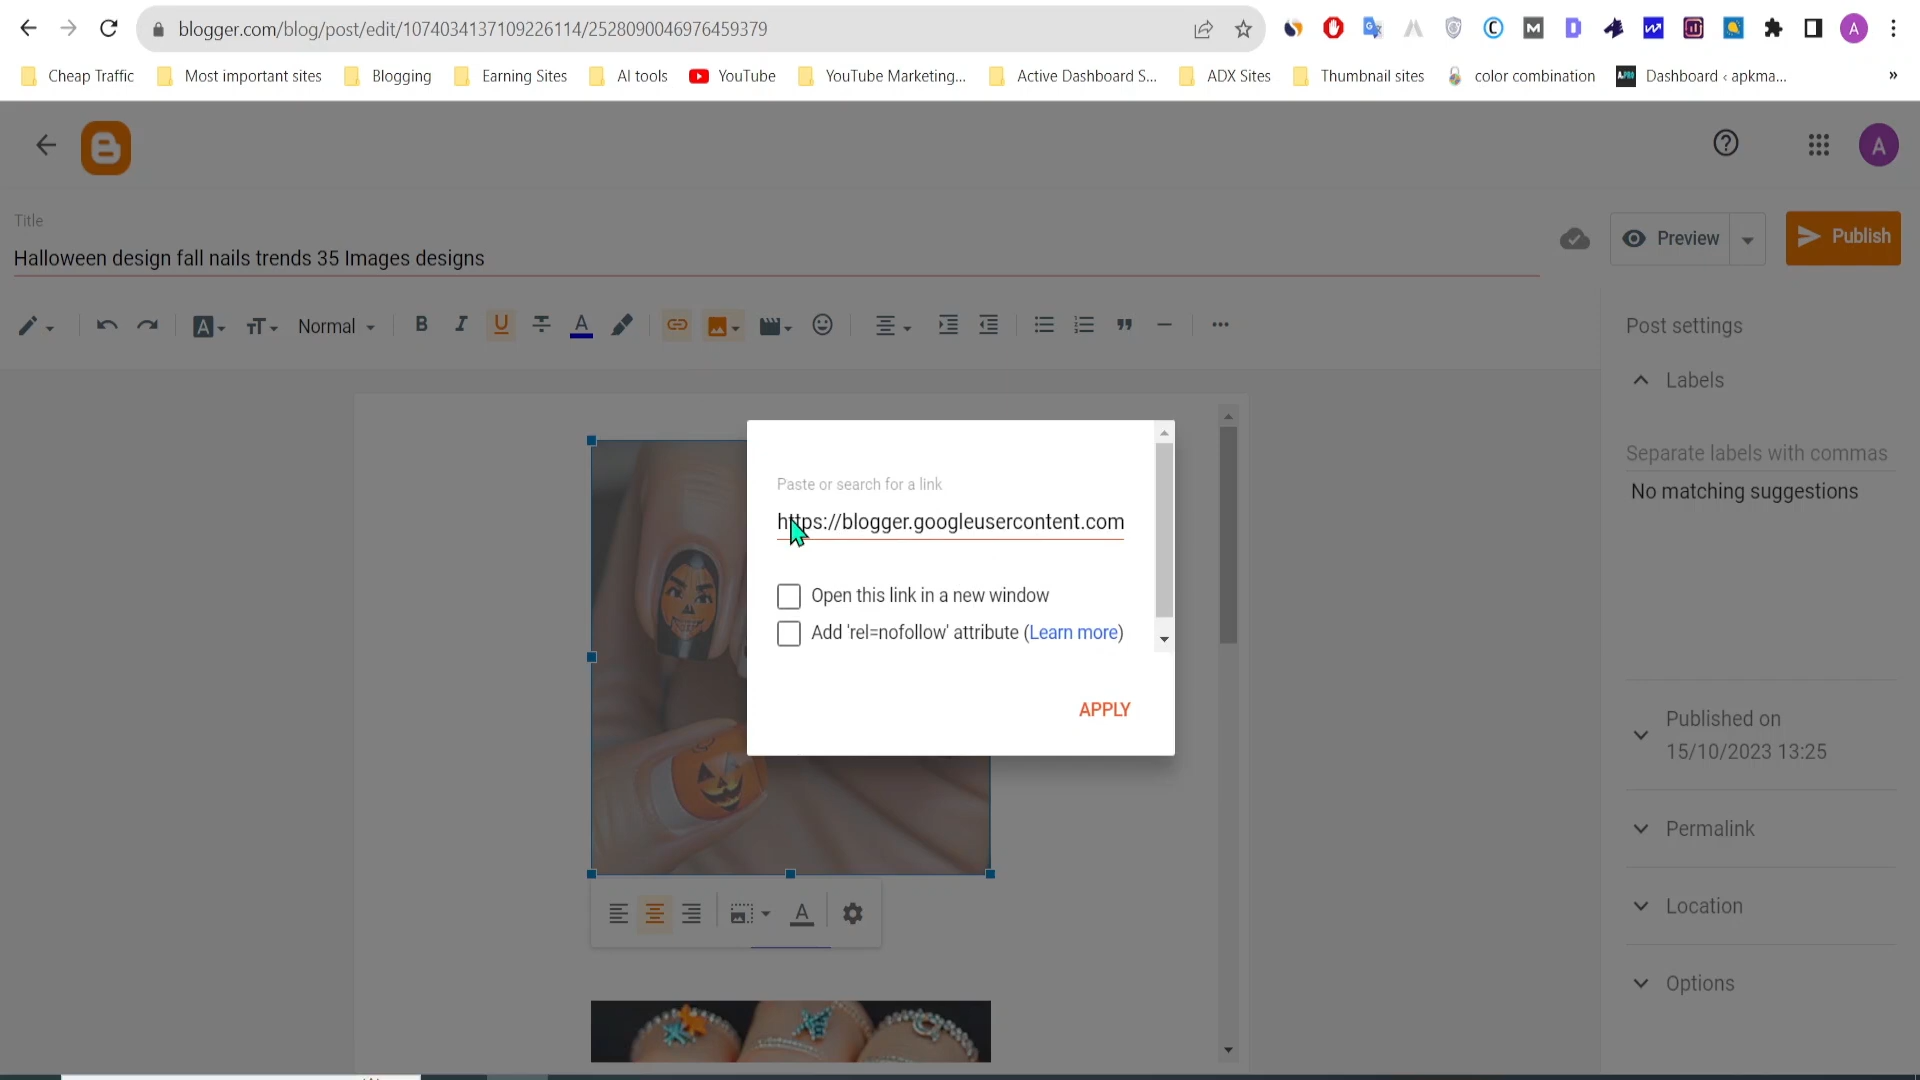 blogger.com/blog/post/edit/1074034137109226114/2528090046976459379
A
Cheap Traffic
Most important sites
Blogging
Earning Sites
AI tools
YouTube
YouTube Marketing...
Active Dashboard S...
ADX Sites
Thumbnail sites
color combination
Dashboard ‹ apkma...
»
A
Title
Halloween design fall nails trends 35 Images designs
Preview
Publish
Normal
Post settings
Labels
Separate labels with commas
No matching suggestions
Paste or search for a link
https://blogger.googleusercontent.com
Open this link in a new window
Add 'rel=nofollow' attribute (Learn more)
APPLY
Published on
15/10/2023 13:25
Permalink
Location
Options